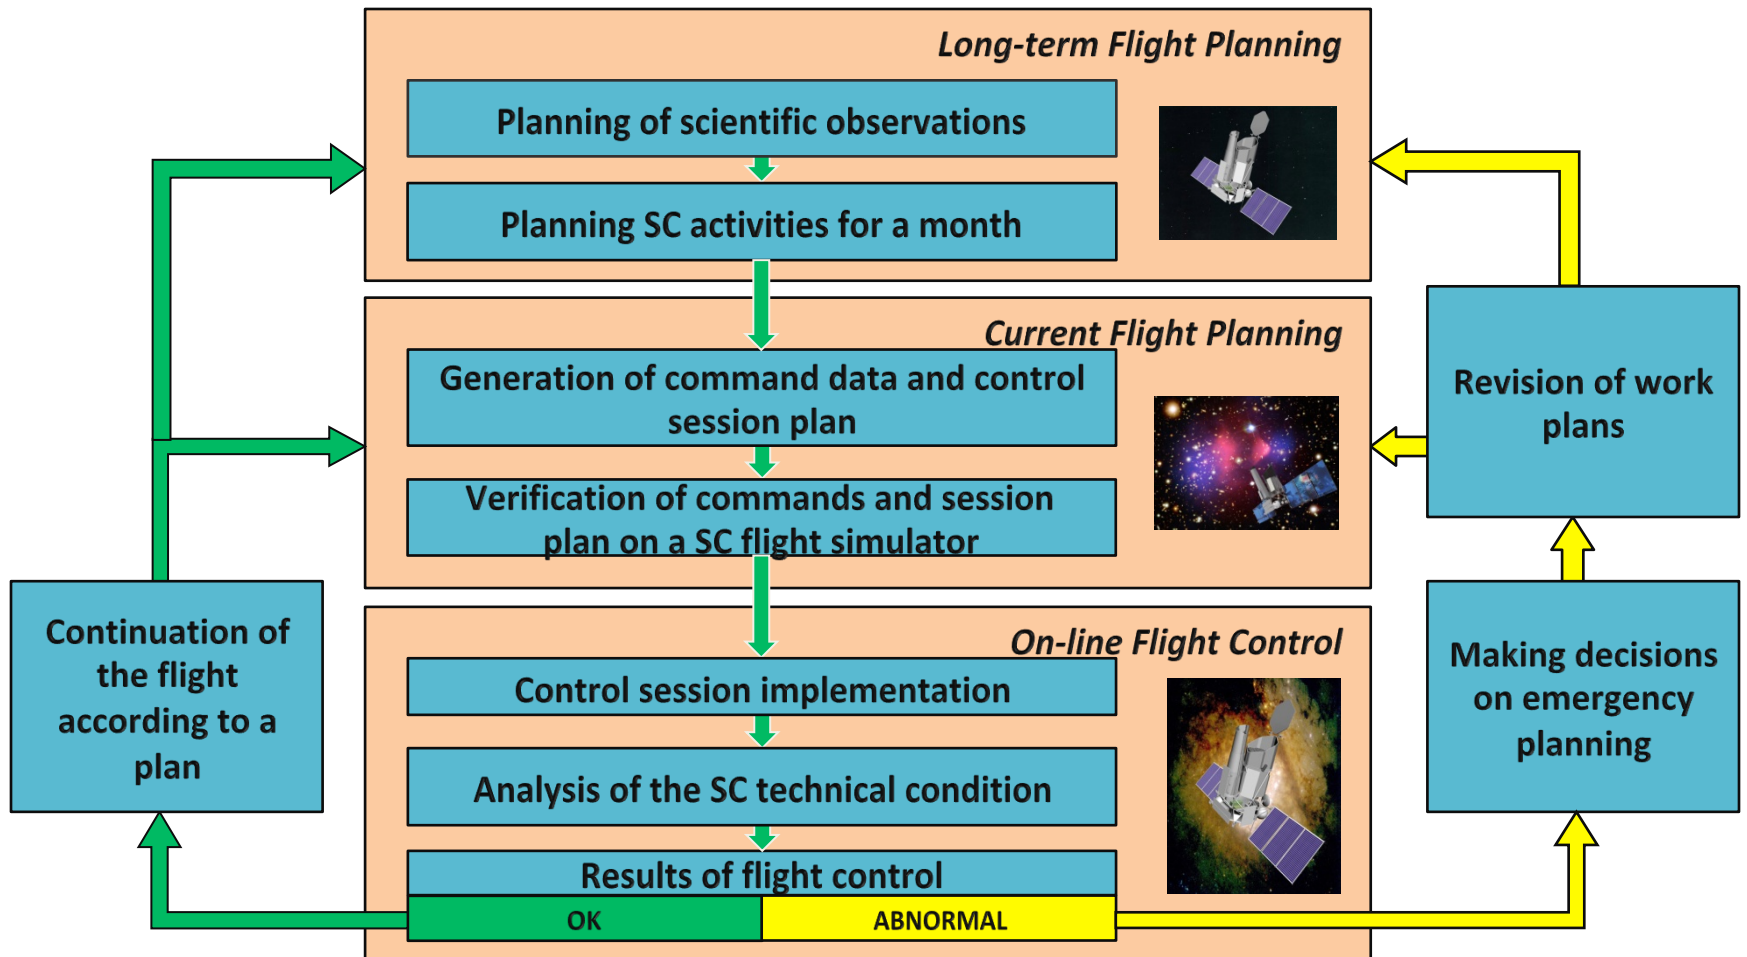 Long-term Flight Planning
Planning of scientific observations
Planning SC activities for a month
Current Flight Planning
Generation of command data and control
session plan
Verification of commands and session
plan on a SC flight simulator
Revision of work
plans
Continuation of
the flight
according to a
plan
On-line Flight Control
Control session implementation
Analysis of the SC technical condition
Results of flight control
OK
ABNORMAL
Making decisions
on emergency
planning